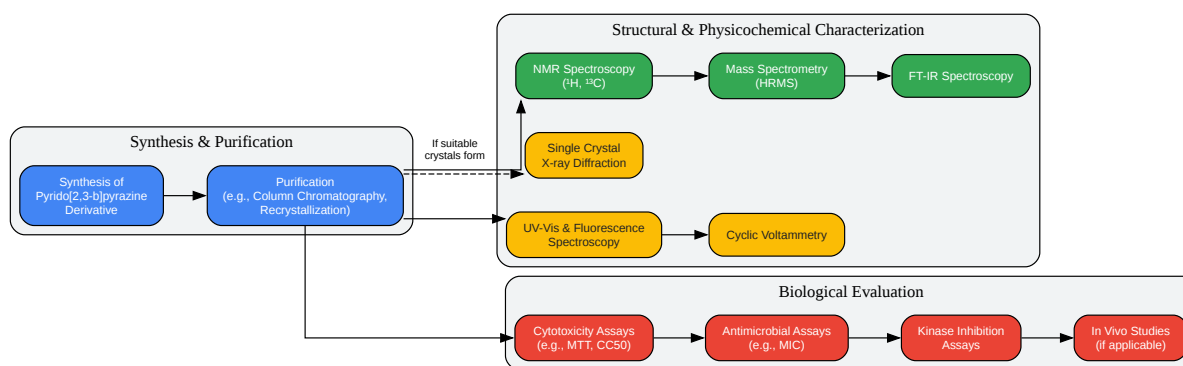 Structural & Physicochemical Characterization
NMR Spectroscopy
(¹H, ¹³C)
Mass Spectrometry
(HRMS)
FT-IR Spectroscopy
Synthesis & Purification
If suitable
crystals form
Single Crystal
X-ray Diffraction
Synthesis of
Pyrido[2,3-b]pyrazine
Derivative
Purification
(e.g., Column Chromatography,
Recrystallization)
UV-Vis & Fluorescence
Spectroscopy
Cyclic Voltammetry
Biological Evaluation
Cytotoxicity Assays
(e.g., MTT, CC50)
Antimicrobial Assays
(e.g., MIC)
Kinase Inhibition
Assays
In Vivo Studies
(if applicable)